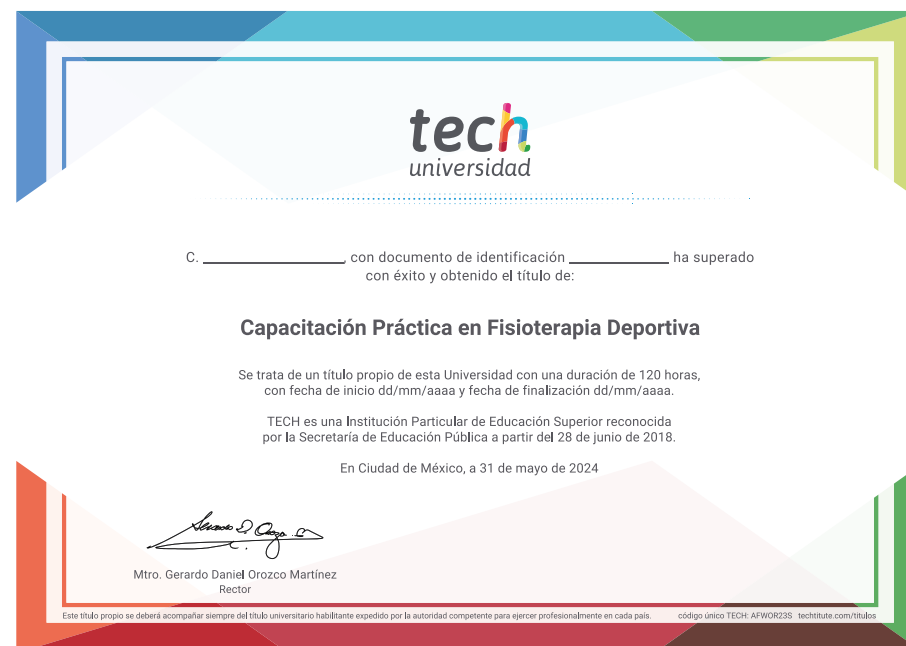 tech
universidad
C. ____________________, con documento de identificación ______________ ha superado
con éxito y obtenido el título de:
Capacitación Práctica en Fisioterapia Deportiva
Se trata de un título propio de esta Universidad con una duración de 120 horas,
con fecha de inicio dd/mm/aaaa y fecha de finalización dd/mm/aaaa.
TECH es una Institución Particular de Educación Superior reconocida
por la Secretaría de Educación Pública a partir del 28 de junio de 2018.
En Ciudad de México, a 31 de mayo de 2024
Mtro. Gerardo Daniel Orozco Martínez
Rector
Este título propio se deberá acompañar siempre del título universitario habilitante expedido por la autoridad competente para ejercer profesionalmente en cada país. código único TECH: AFWOR23S techtitute.com/titulos